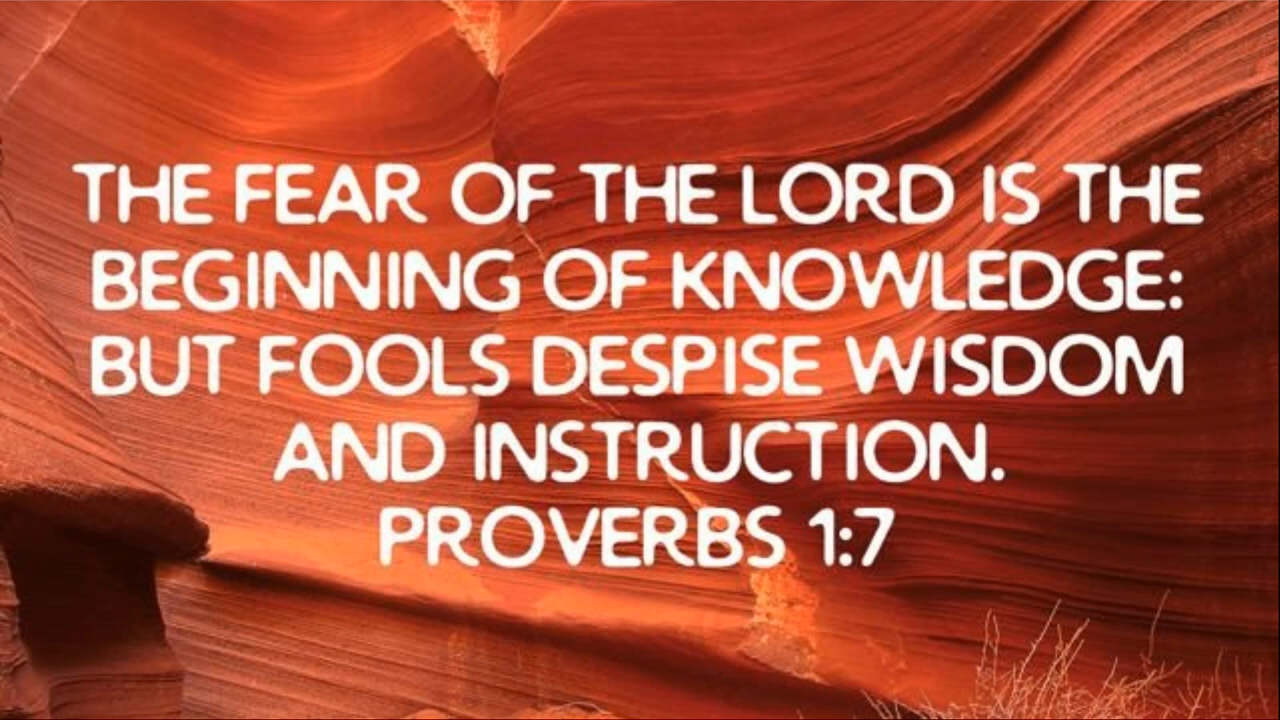 THE FEAR OF THE LORD IS THE
BEGINNING OF KNOWLEDGE:
BUT FOOLS DESPISE WISDOM
AND INSTRUCTION.
PROVERBS 1:7